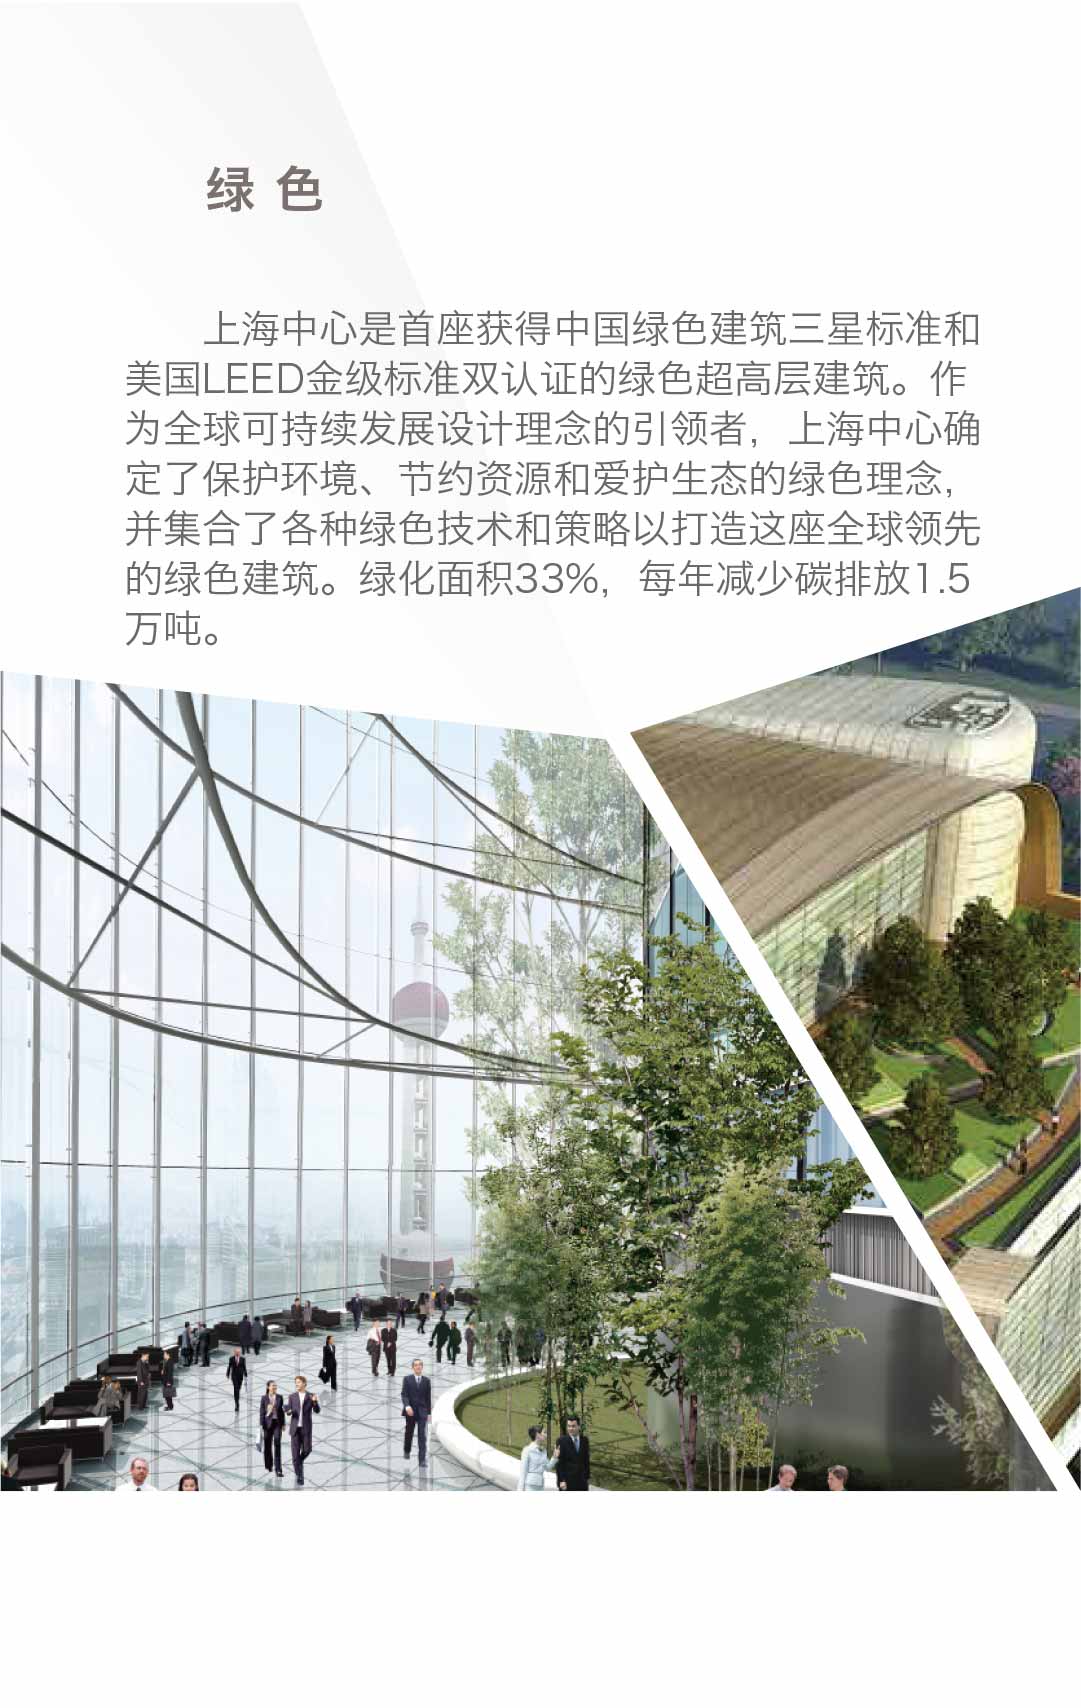 绿 色
上海中心是首座获得中国绿色建筑三星标准和
美国LEED金级标准双认证的绿色超高层建筑。作
为全球可持续发展设计理念的引领者，上海中心确
定了保护环境、节约资源和爱护生态的绿色理念，
并集合了各种绿色技术和策略以打造这座全球领先
的绿色建筑。绿化面积33%，每年减少碳排放1.5
万吨。